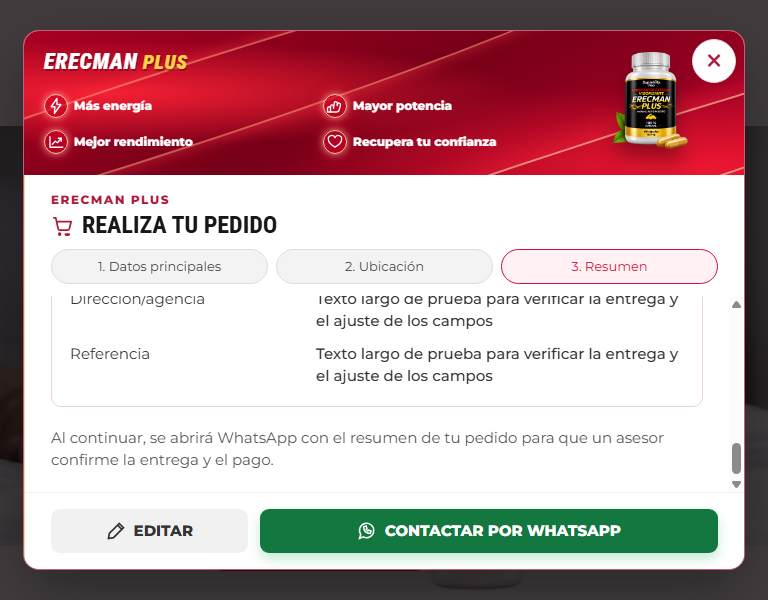 ERECMAN PLUS
Más energía
Mayor potencia
Mejor rendimiento
Recupera tu confianza
ERECMAN
PLUS
ERECMAN PLUS
REALIZA TU PEDIDO
1. Datos principales
2. Ubicación
3. Resumen
Dirección/agencia
Texto largo de prueba para verificar la entrega y
el ajuste de los campos
Referencia
Texto largo de prueba para verificar la entrega y
el ajuste de los campos
Al continuar, se abrirá WhatsApp con el resumen de tu pedido para que un asesor
confirme la entrega y el pago.
EDITAR
CONTACTAR POR WHATSAPP